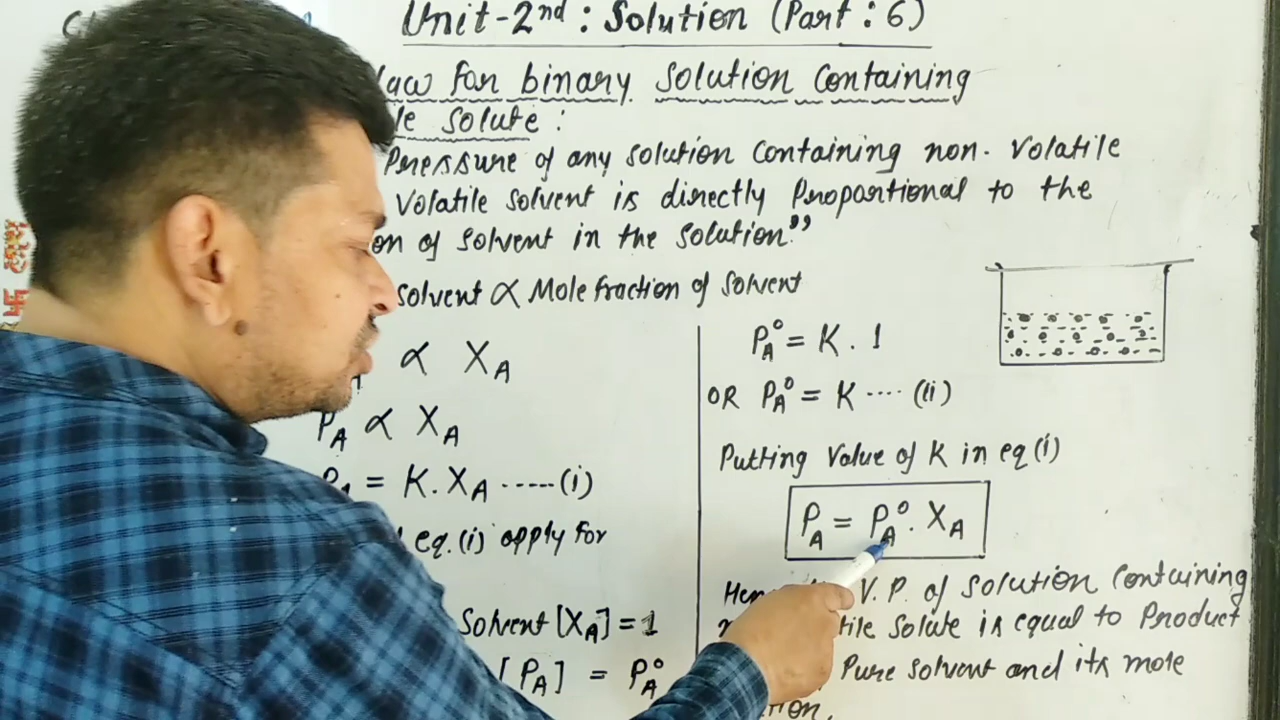 Unit-2nd : Solution (Part : 6)
Law for binary solution containing
le solute :
Pressure of any solution containing non-volatile
volatile solvent is directly proportional to the
on of solvent in the solution."
solvent ∝ Mole fraction of solvent
∝ X_A
P_A ∝ X_A
= K. X_A -----(i)
eq.(i) apply for
Solvent [X_A] = 1
[P_A] = P_A°
P_A° = K . 1
OR P_A° = K ---- (ii)
Putting value of K in eq (i)
P_A = P_A° . X_A
V.P. of solution containing
tile solute is equal to product
Pure solvent and its mole
tion.